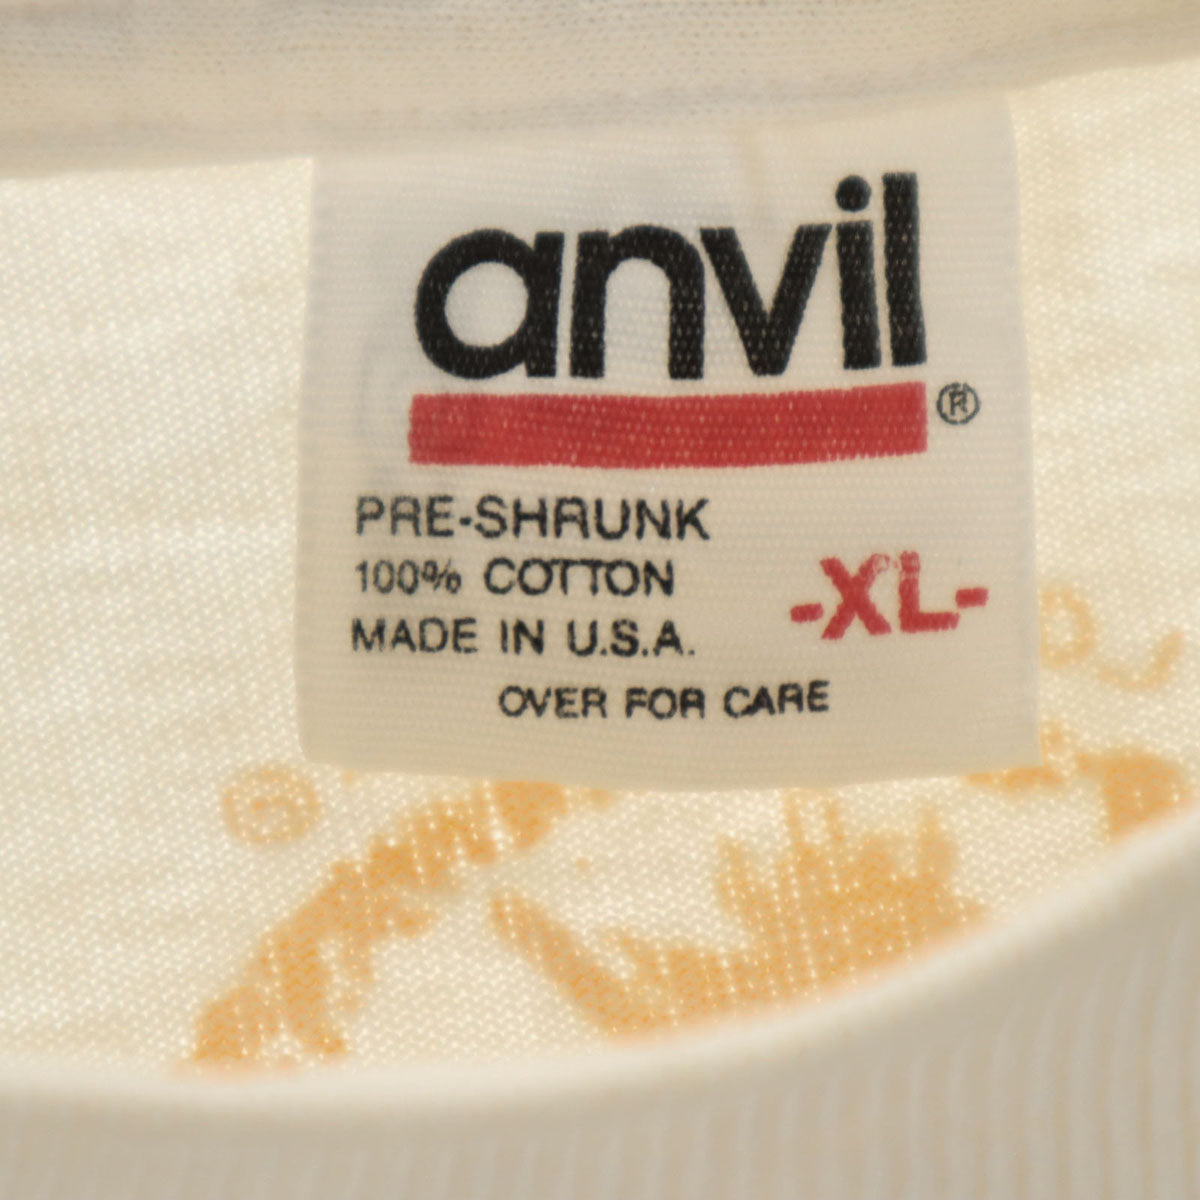 anvil
®
PRE-SHRUNK
100% COTTON
MADE IN U.S.A.
-XL-
OVER FOR CARE